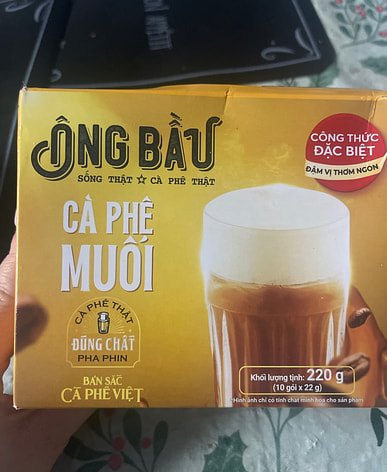 ÔNG BẦU
SỐNG THẬT ☆ CÀ PHÊ THẬT
CÔNG THỨC
ĐẶC BIỆT
ĐẬM VỊ THƠM NGON
CÀ PHÊ
MUỐI
CÀ PHÊ THẬT
ĐÚNG CHẤT
PHA PHIN
BẢN SẮC
CÀ PHÊ VIỆT
Khối lượng tịnh: 220 g
(10 gói x 22 g)
*Hình ảnh chỉ có tính chất minh họa cho sản phẩm